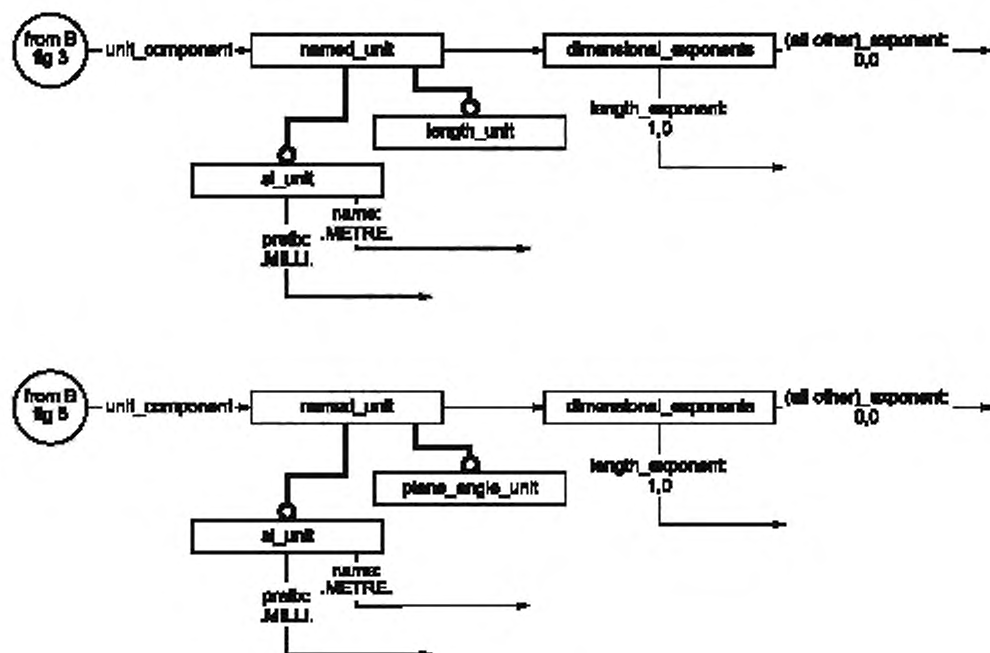 from B
fig 3
unit_component
named_unit
dimensional_exponents
(all other)_exponent:
0,0
length_exponent:
1,0
length_unit
si_unit
name:
.METRE.
prefix:
.MILLI.
from B
fig 5
unit_component
named_unit
dimensional_exponents
(all other)_exponent:
0,0
length_exponent:
1,0
plane_angle_unit
si_unit
name:
.METRE.
prefix:
.MILLI.